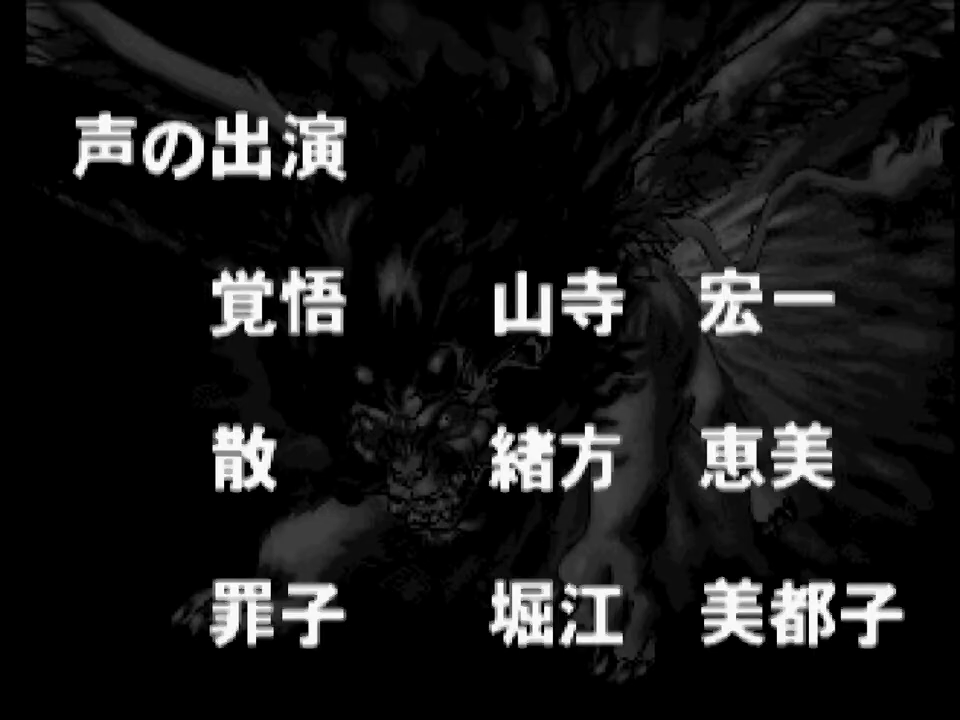 声の出演
覚悟 山寺 宏一
散 緒方 恵美
罪子 堀江 美都子